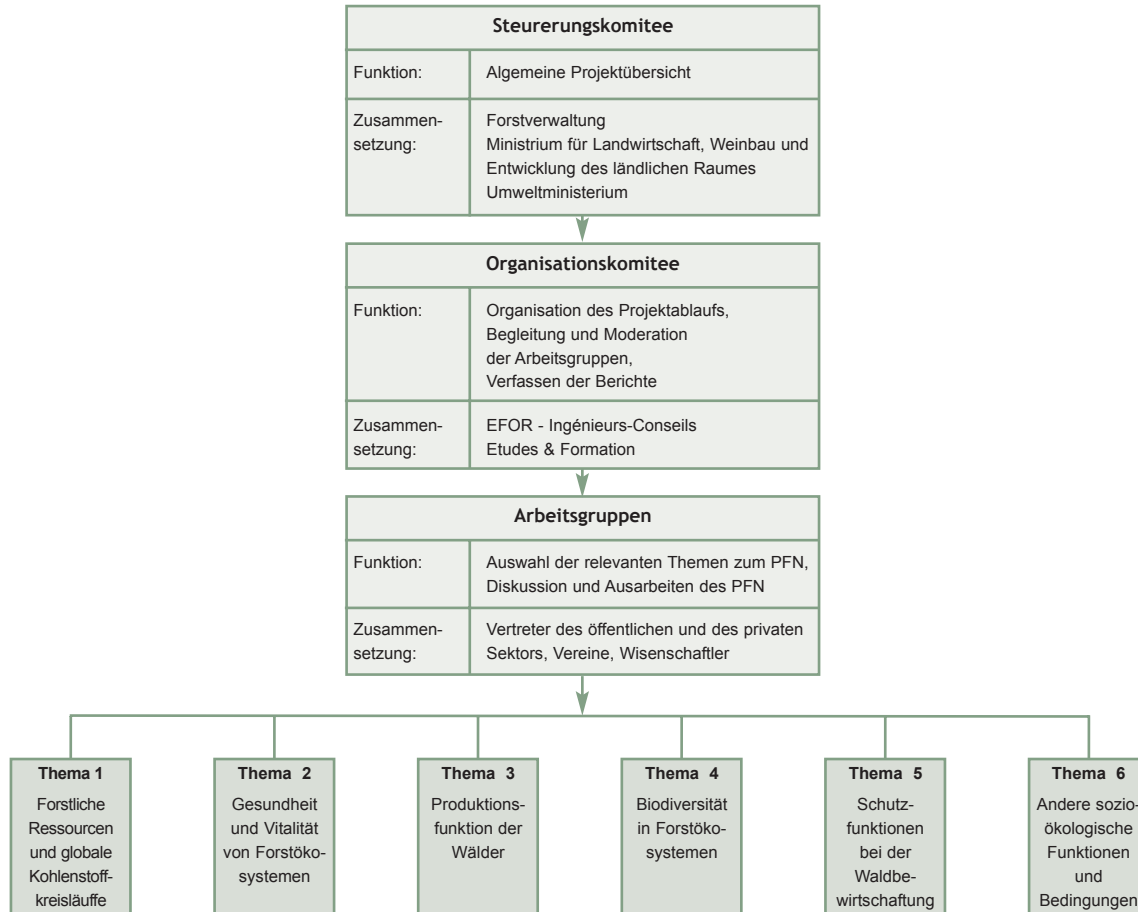 Steurerungskomitee
Funktion:
Algemeine Projektübersicht
Zusammen-
setzung:
Forstverwaltung
Ministrium für Landwirtschaft, Weinbau und
Entwicklung des ländlichen Raumes
Umweltministerium
Organisationskomitee
Funktion:
Organisation des Projektablaufs,
Begleitung und Moderation
der Arbeitsgruppen,
Verfassen der Berichte
Zusammen-
setzung:
EFOR - Ingénieurs-Conseils
Etudes & Formation
Arbeitsgruppen
Funktion:
Auswahl der relevanten Themen zum PFN,
Diskussion und Ausarbeiten des PFN
Zusammen-
setzung:
Vertreter des öffentlichen und des privaten
Sektors, Vereine, Wisenschaftler
Thema 1
Forstliche
Ressourcen
und globale
Kohlenstoff-
kreisläuffe
Thema 2
Gesundheit
und Vitalität
von Forstöko-
systemen
Thema 3
Produktions-
funktion der
Wälder
Thema 4
Biodiversität
in Forstöko-
systemen
Thema 5
Schutz-
funktionen
bei der
Waldbe-
wirtschaftung
Thema 6
Andere sozio-
ökologische
Funktionen
und
Bedingungen